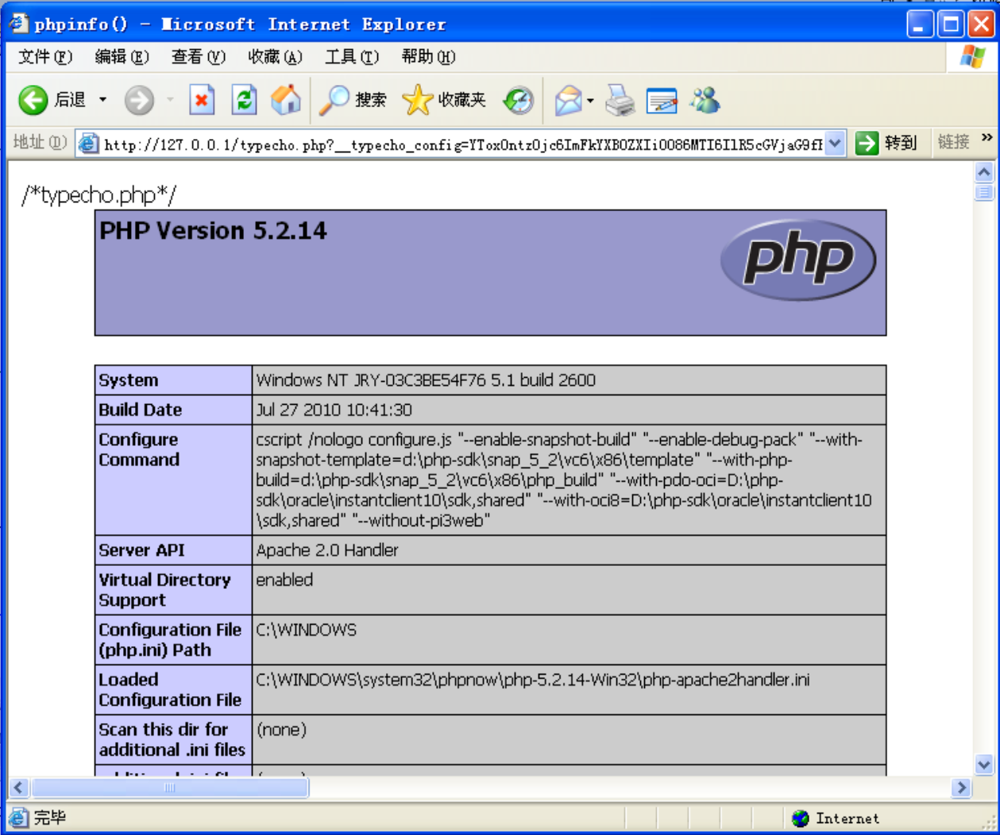 phpinfo() - Microsoft Internet Explorer
文件(F) 编辑(E) 查看(V) 收藏(A) 工具(T) 帮助(H)
后退 搜索 收藏夹
地址(D) http://127.0.0.1/typecho.php?__typecho_config=YToxOntzOjc6ImFkYXB0ZXIiO086MTI6IlR5cGVjaG9fR 转到 链接 »
/*typecho.php*/
PHP Version 5.2.14
php
System Windows NT JRY-03C3BE54F76 5.1 build 2600
Build Date Jul 27 2010 10:41:30
Configure Command cscript /nologo configure.js "--enable-snapshot-build" "--enable-debug-pack" "--with-
snapshot-template=d:\php-sdk\snap_5_2\vc6\x86\template" "--with-php-
build=d:\php-sdk\snap_5_2\vc6\x86\php_build" "--with-pdo-oci=D:\php-
sdk\oracle\instantclient10\sdk,shared" "--with-oci8=D:\php-sdk\oracle\instantclient10
\sdk,shared" "--without-pi3web"
Server API Apache 2.0 Handler
Virtual Directory Support enabled
Configuration File (php.ini) Path C:\WINDOWS
Loaded Configuration File C:\WINDOWS\system32\phpnow\php-5.2.14-Win32\php-apache2handler.ini
Scan this dir for additional .ini files (none)
完毕 Internet